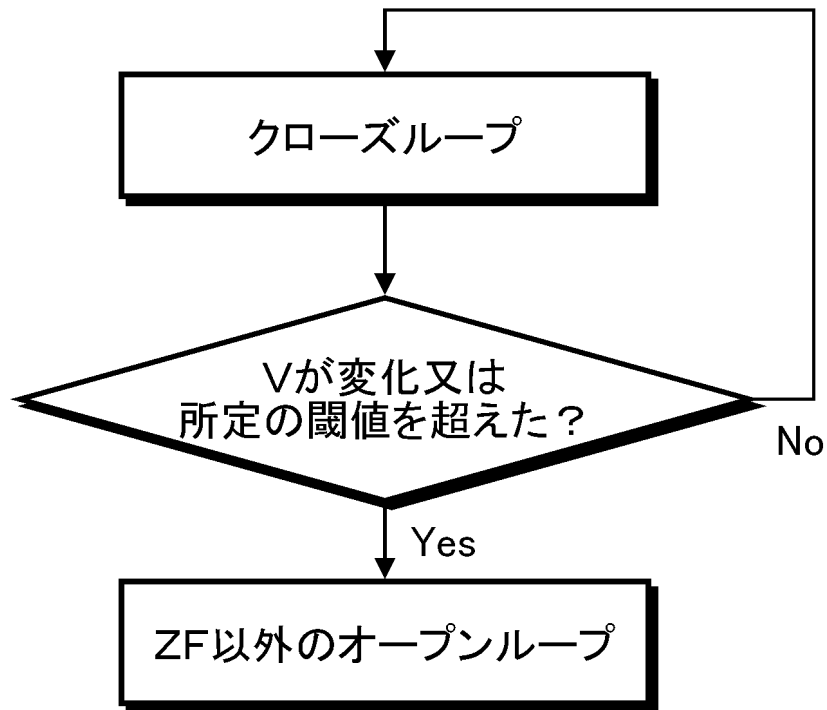 クローズループ
Vが変化又は
所定の閾値を超えた？
No
Yes
ZF以外のオープンループ